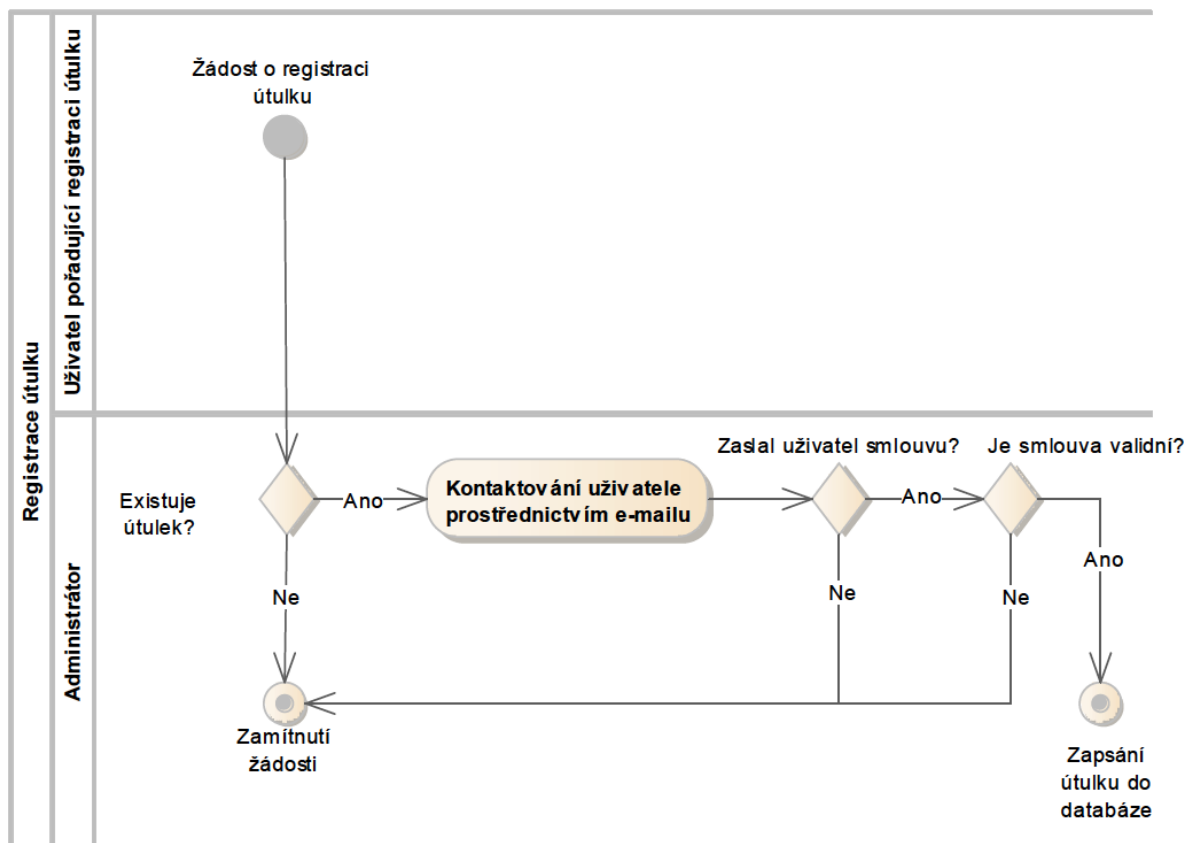 Registrace útulku
Uživatel pořadující registraci útulku
Žádost o registraci
útulku
Administrátor
Existuje
útulek?
Ano
Kontaktování uživatele
prostřednictvím e-mailu
Zaslal uživatel smlouvu?
Ano
Je smlouva validní?
Ano
Ne
Ne
Ne
Zamítnutí
žádosti
Zapsání
útulku do
databáze